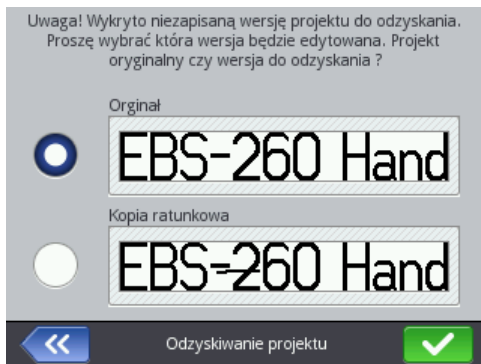 Uwaga! Wykryto niezapisaną wersję projektu do odzyskania.
Proszę wybrać która wersja będzie edytowana. Projekt
oryginalny czy wersja do odzyskania ?
Orginał
EBS-260 Hand
Kopia ratunkowa
EBS-260 Hand
Odzyskiwanie projektu